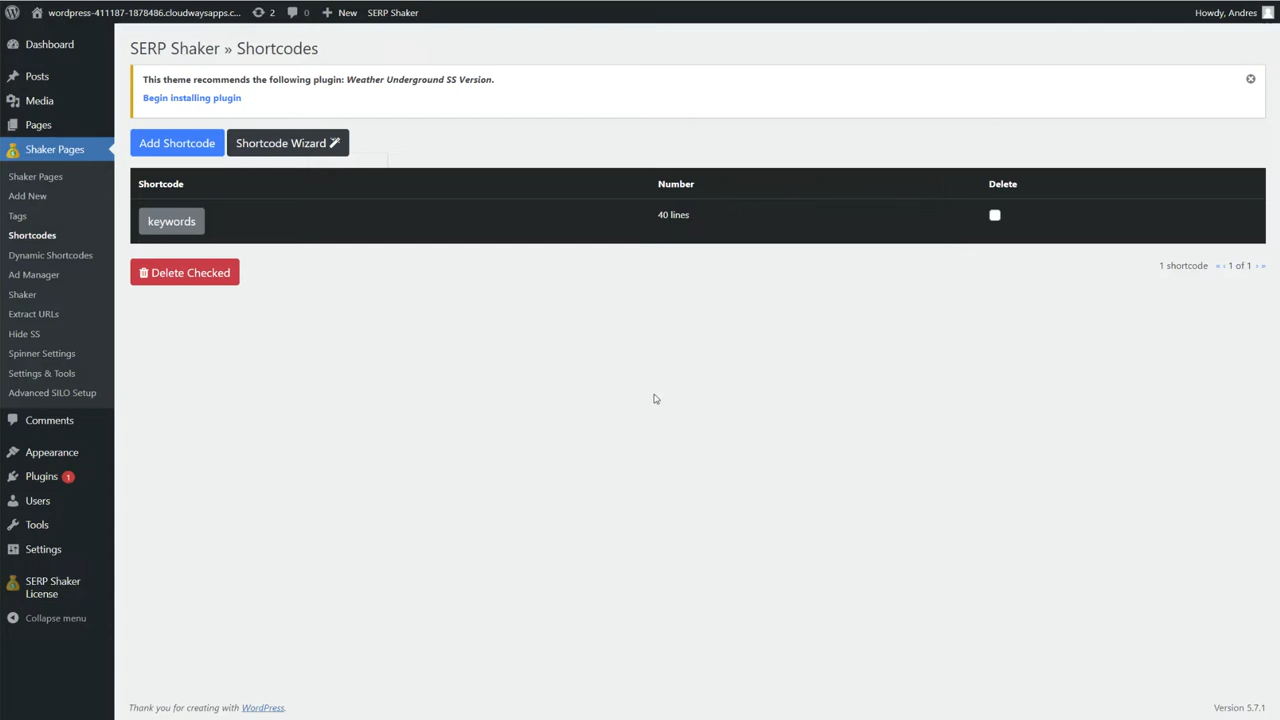 wordpress-411187-1878486.cloudwaysapps.c...
2
0
New
SERP Shaker
Howdy, Andres
Dashboard
Posts
Media
Pages
Shaker Pages
Shaker Pages
Add New
Tags
Shortcodes
Dynamic Shortcodes
Ad Manager
Shaker
Extract URLs
Hide SS
Spinner Settings
Settings & Tools
Advanced SILO Setup
Comments
Appearance
Plugins 1
Users
Tools
Settings
SERP Shaker
License
Collapse menu
SERP Shaker » Shortcodes
This theme recommends the following plugin: Weather Underground SS Version.
Begin installing plugin
Add Shortcode
Shortcode Wizard
Shortcode Number Delete
keywords 40 lines
Delete Checked
1 shortcode « ‹ 1 of 1 › »
Thank you for creating with WordPress.
Version 5.7.1